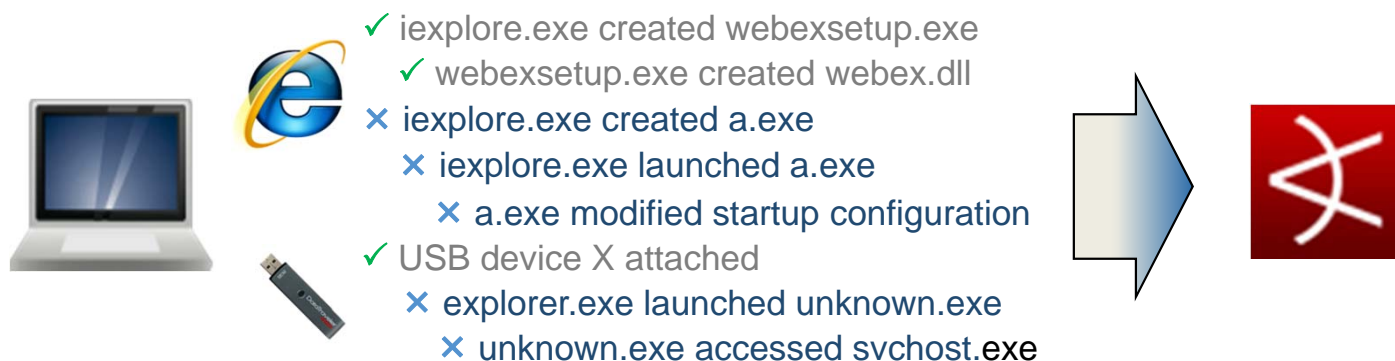 ✓ iexplore.exe created webexsetup.exe
✓ webexsetup.exe created webex.dll
× iexplore.exe created a.exe
× iexplore.exe launched a.exe
× a.exe modified startup configuration
✓ USB device X attached
× explorer.exe launched unknown.exe
× unknown.exe accessed svchost.exe